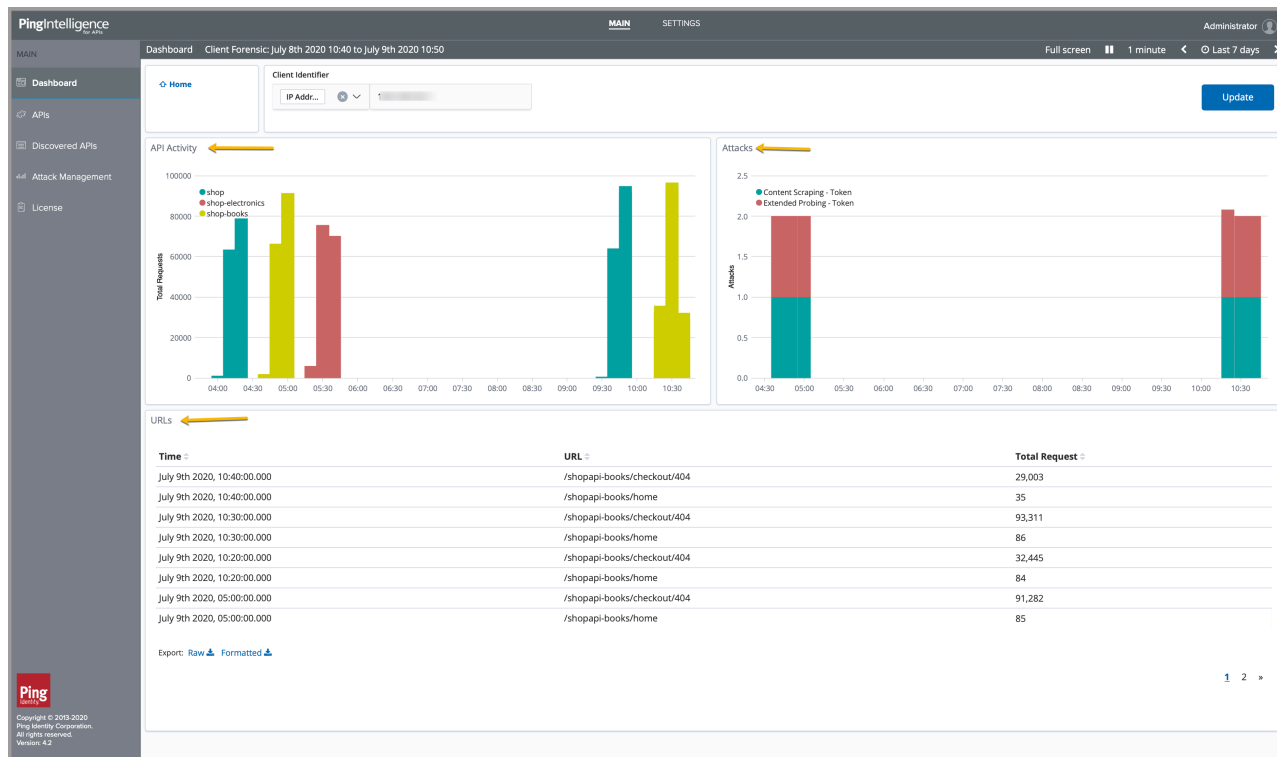 PingIntelligence
for APIs
MAIN SETTINGS
Administrator
MAIN
Dashboard
APIs
Discovered APIs
Attack Management
License
Dashboard Client Forensic: July 8th 2020 10:40 to July 9th 2020 10:50
Full screen 1 minute Last 7 days
Home
Client Identifier
IP Addr...
Update
API Activity
shop
shop-electronics
shop-books
Total Requests
100000
80000
60000
40000
20000
0
04:00 04:30 05:00 05:30 06:00 06:30 07:00 07:30 08:00 08:30 09:00 09:30 10:00 10:30
Attacks
Content Scraping - Token
Extended Probing - Token
Attacks
2.5
2.0
1.5
1.0
0.5
0.0
04:30 05:00 05:30 06:00 06:30 07:00 07:30 08:00 08:30 09:00 09:30 10:00 10:30
URLs
Time URL Total Request
July 9th 2020, 10:40:00.000 /shopapi-books/checkout/404 29,003
July 9th 2020, 10:40:00.000 /shopapi-books/home 35
July 9th 2020, 10:30:00.000 /shopapi-books/checkout/404 93,311
July 9th 2020, 10:30:00.000 /shopapi-books/home 86
July 9th 2020, 10:20:00.000 /shopapi-books/checkout/404 32,445
July 9th 2020, 10:20:00.000 /shopapi-books/home 84
July 9th 2020, 05:00:00.000 /shopapi-books/checkout/404 91,282
July 9th 2020, 05:00:00.000 /shopapi-books/home 85
Export: Raw Formatted
1 2 »
Ping
Identity
Copyright © 2013-2020
Ping Identity Corporation.
All rights reserved.
Version: 4.2